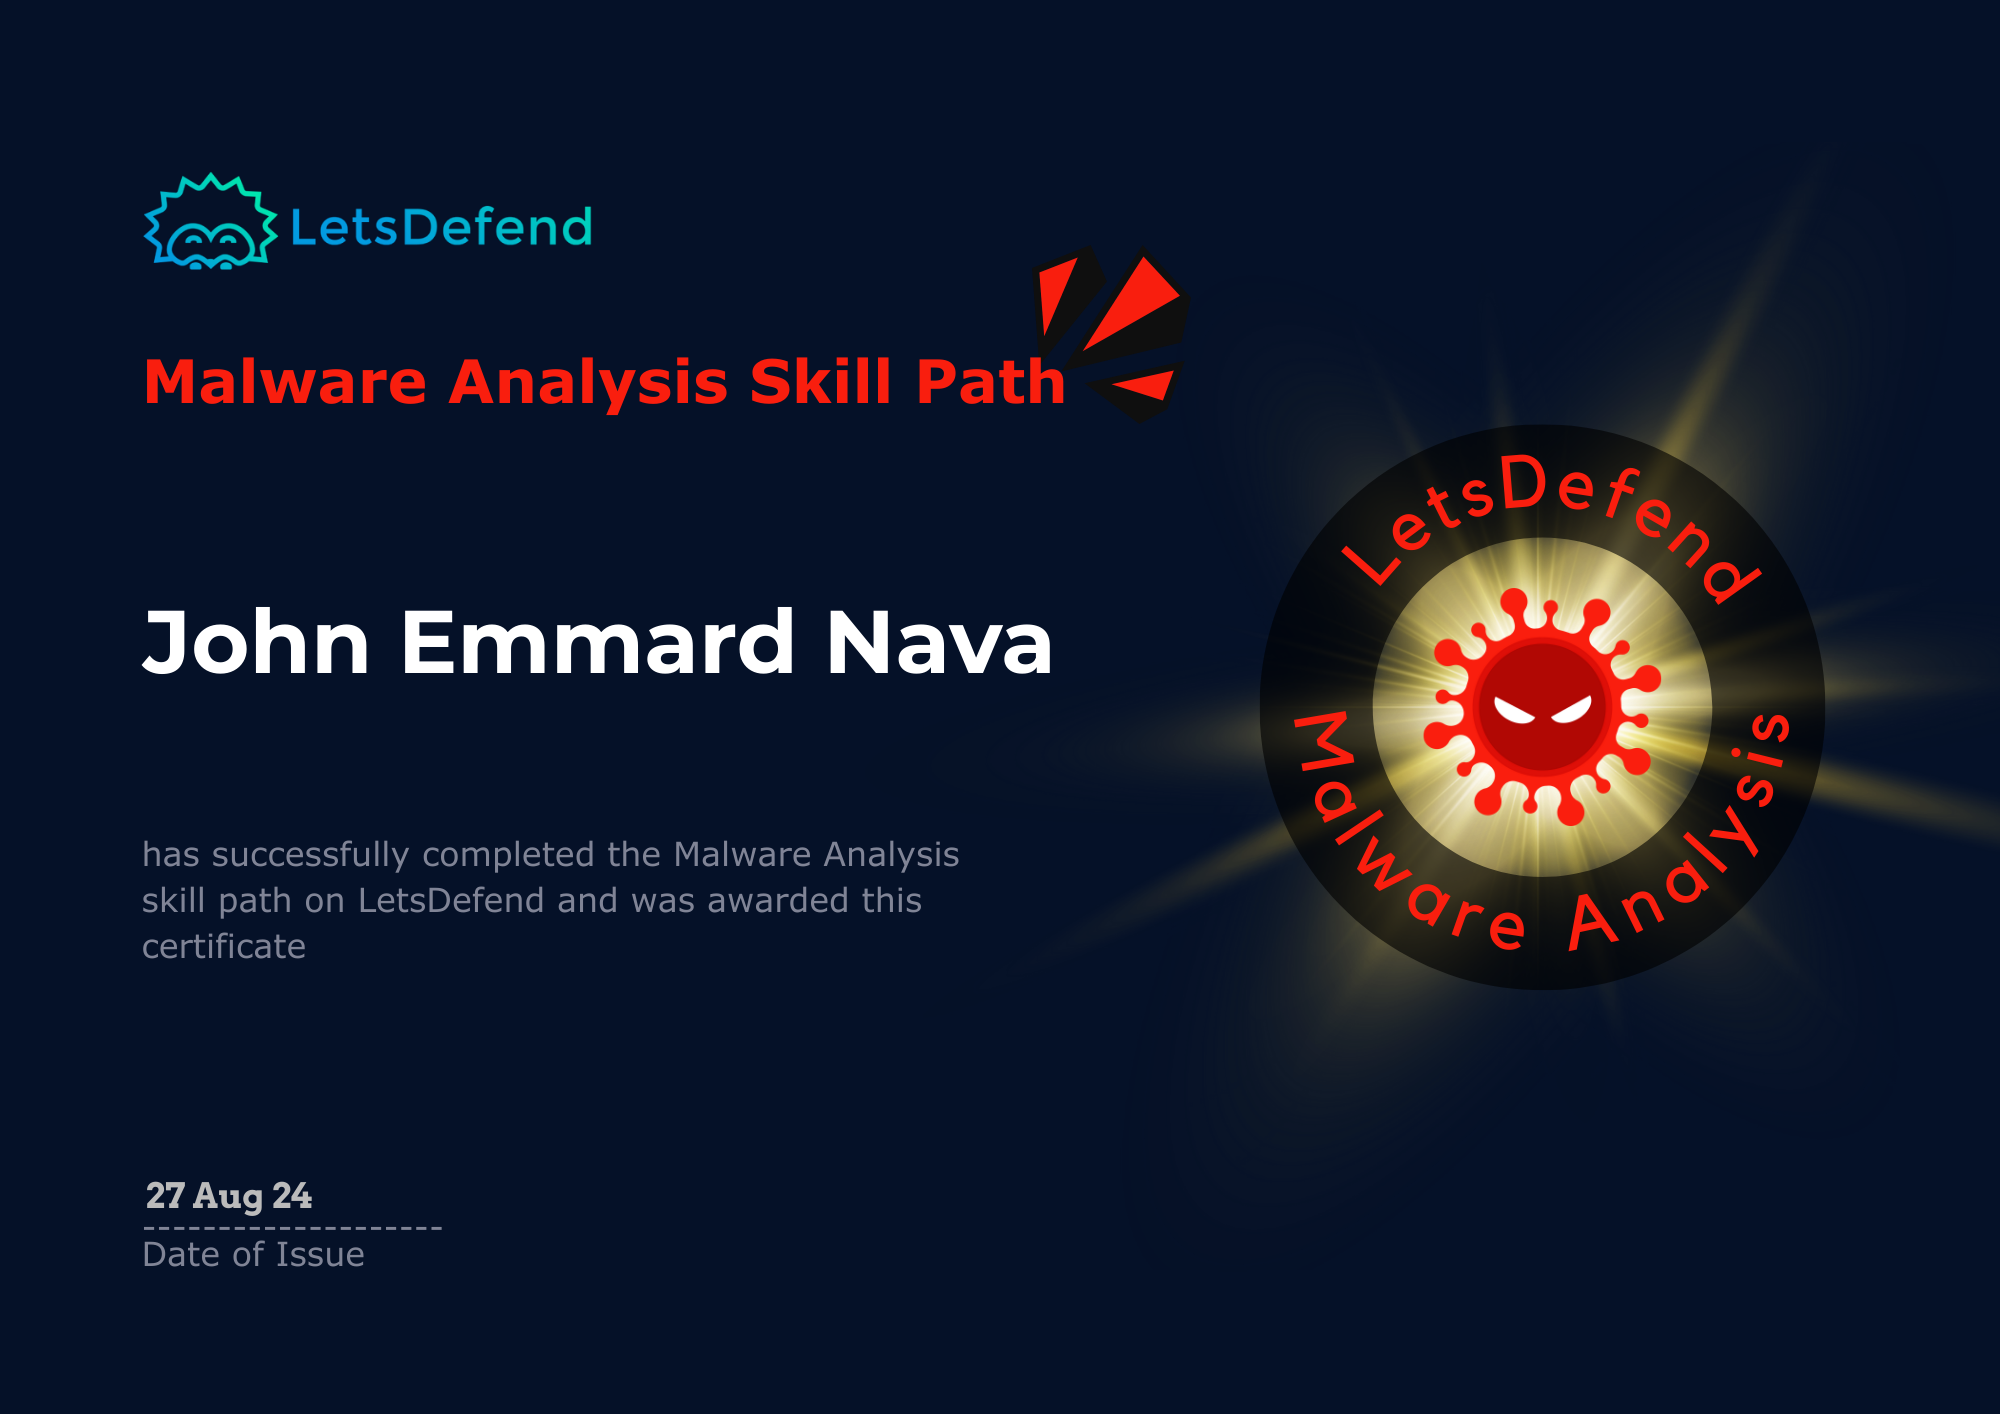 LetsDefend
Malware Analysis Skill Path
John Emmard Nava
has successfully completed the Malware Analysis
skill path on LetsDefend and was awarded this
certificate
27 Aug 24
--------------------
Date of Issue
LetsDefend
Malware Analysis